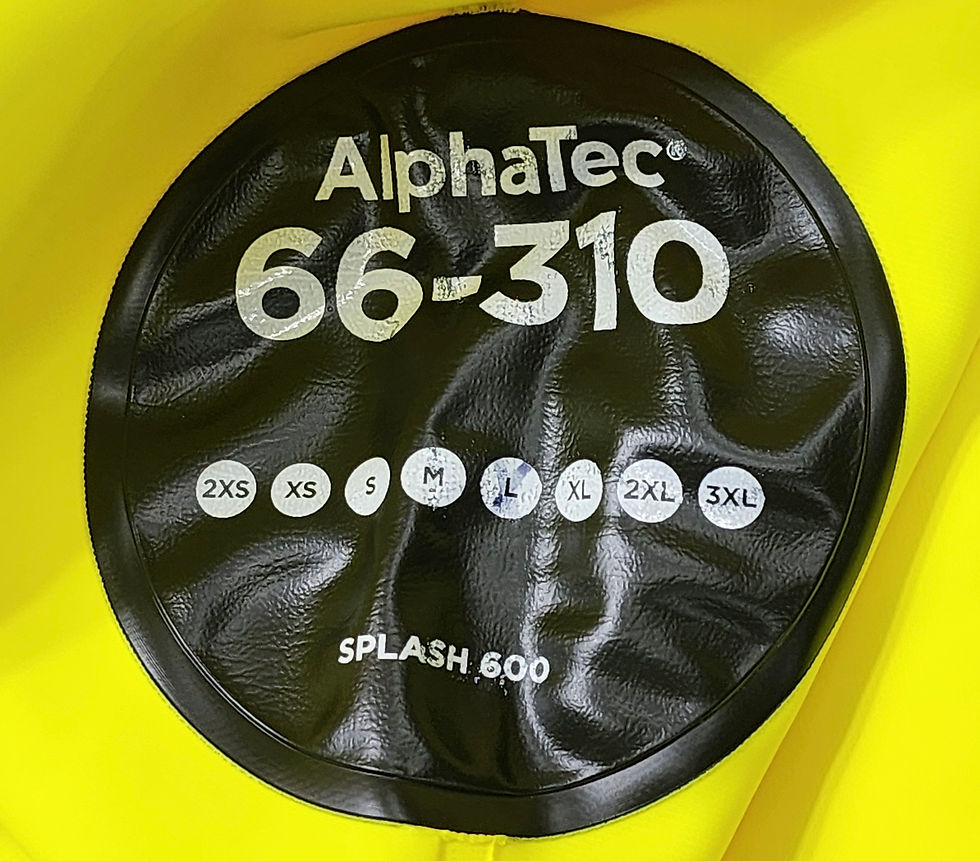 AlphaTec®
66-310
2XS XS S M L XL 2XL 3XL
SPLASH 600